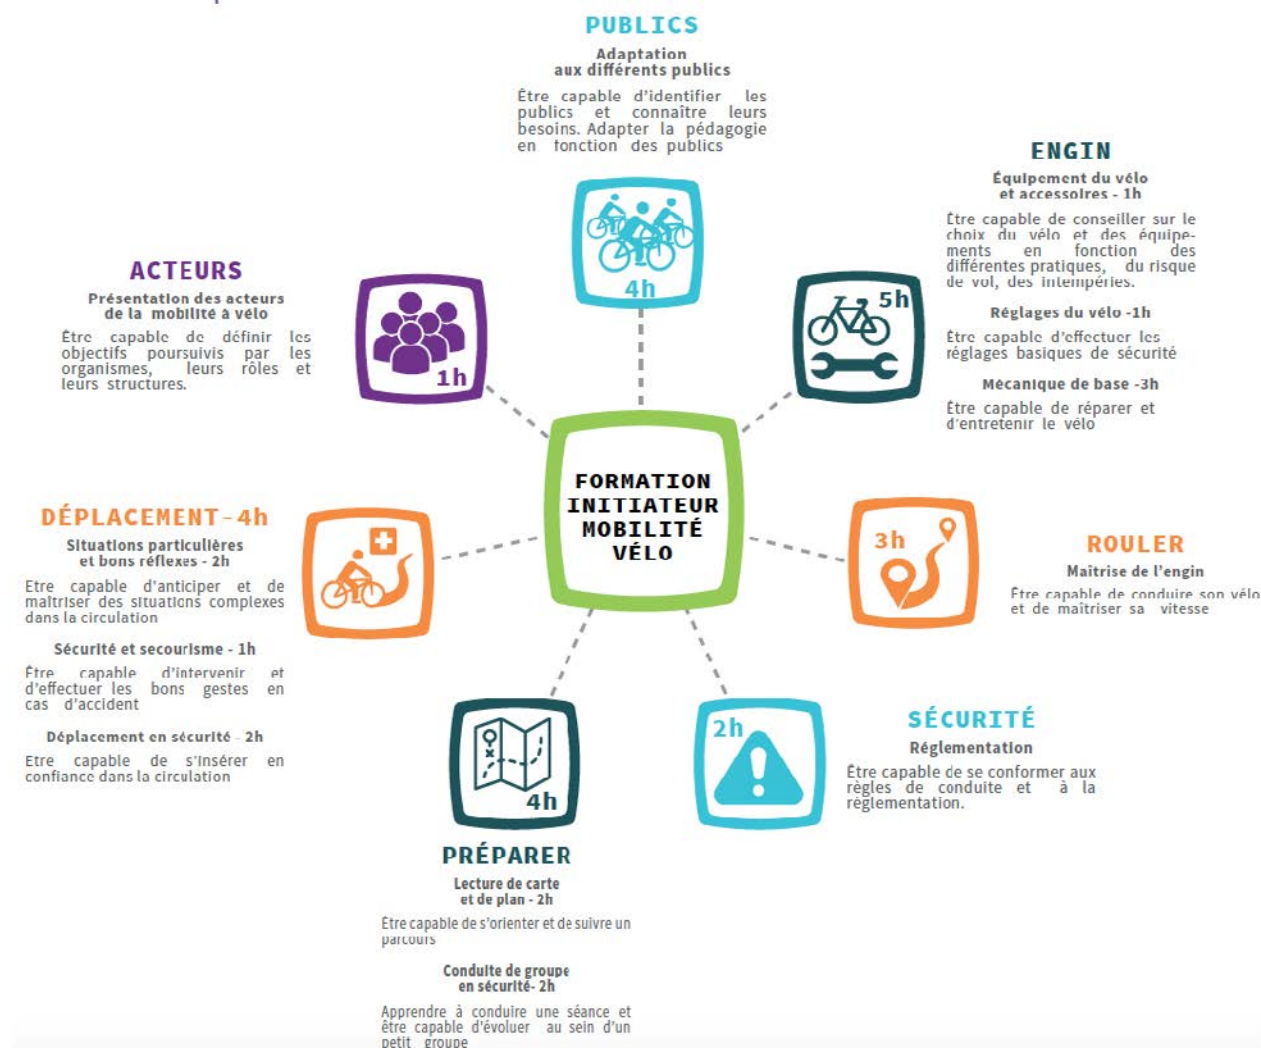 PUBLICS
Adaptation
aux différents publics
Être capable d'identifier les
publics et connaître leurs
besoins. Adapter la pédagogie
en fonction des publics
4h
ENGIN
Équipement du vélo
et accessoires - 1h
Être capable de conseiller sur le
choix du vélo et des équipe-
ments en fonction des
différentes pratiques, du risque
de vol, des intempéries.
Réglages du vélo -1h
Être capable d'effectuer les
réglages basiques de sécurité
Mécanique de base -3h
Être capable de réparer et
d'entretenir le vélo
5h
ACTEURS
Présentation des acteurs
de la mobilité à vélo
Être capable de définir les
objectifs poursuivis par les
organismes, leurs rôles et
leurs structures.
1h
FORMATION
INITIATEUR
MOBILITÉ
VÉLO
DÉPLACEMENT-4h
Situations particulières
et bons réflexes - 2h
Etre capable d'anticiper et de
maîtriser des situations complexes
dans la circulation
Sécurité et secourisme - 1h
Être capable d'intervenir et
d'effectuer les bons gestes en
cas d'accident
Déplacement en sécurité - 2h
Etre capable de s'insérer en
confiance dans la circulation
3h
ROULER
Maitrise de l'engin
Être capable de conduire son vélo
et de maîtriser sa vitesse
2h
SÉCURITÉ
Réglementation
Être capable de se conformer aux
règles de conduite et à la
règlementation.
4h
PRÉPARER
Lecture de carte
et de plan - 2h
Être capable de s'orienter et de suivre un
parcours
Conduite de groupe
en sécurité- 2h
Apprendre à conduire une séance et
être capable d'évoluer au sein d'un
petit groupe